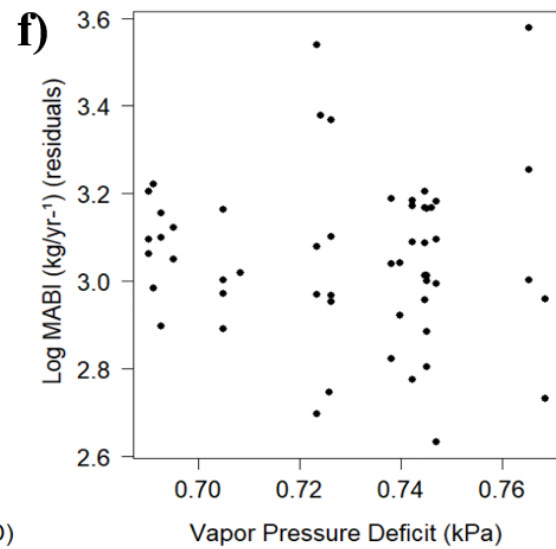 f)
3.6
3.4
3.2
3.0
2.8
2.6
Log MABI (kg/yr⁻¹) (residuals)
0.70 0.72 0.74 0.76
Vapor Pressure Deficit (kPa)
)